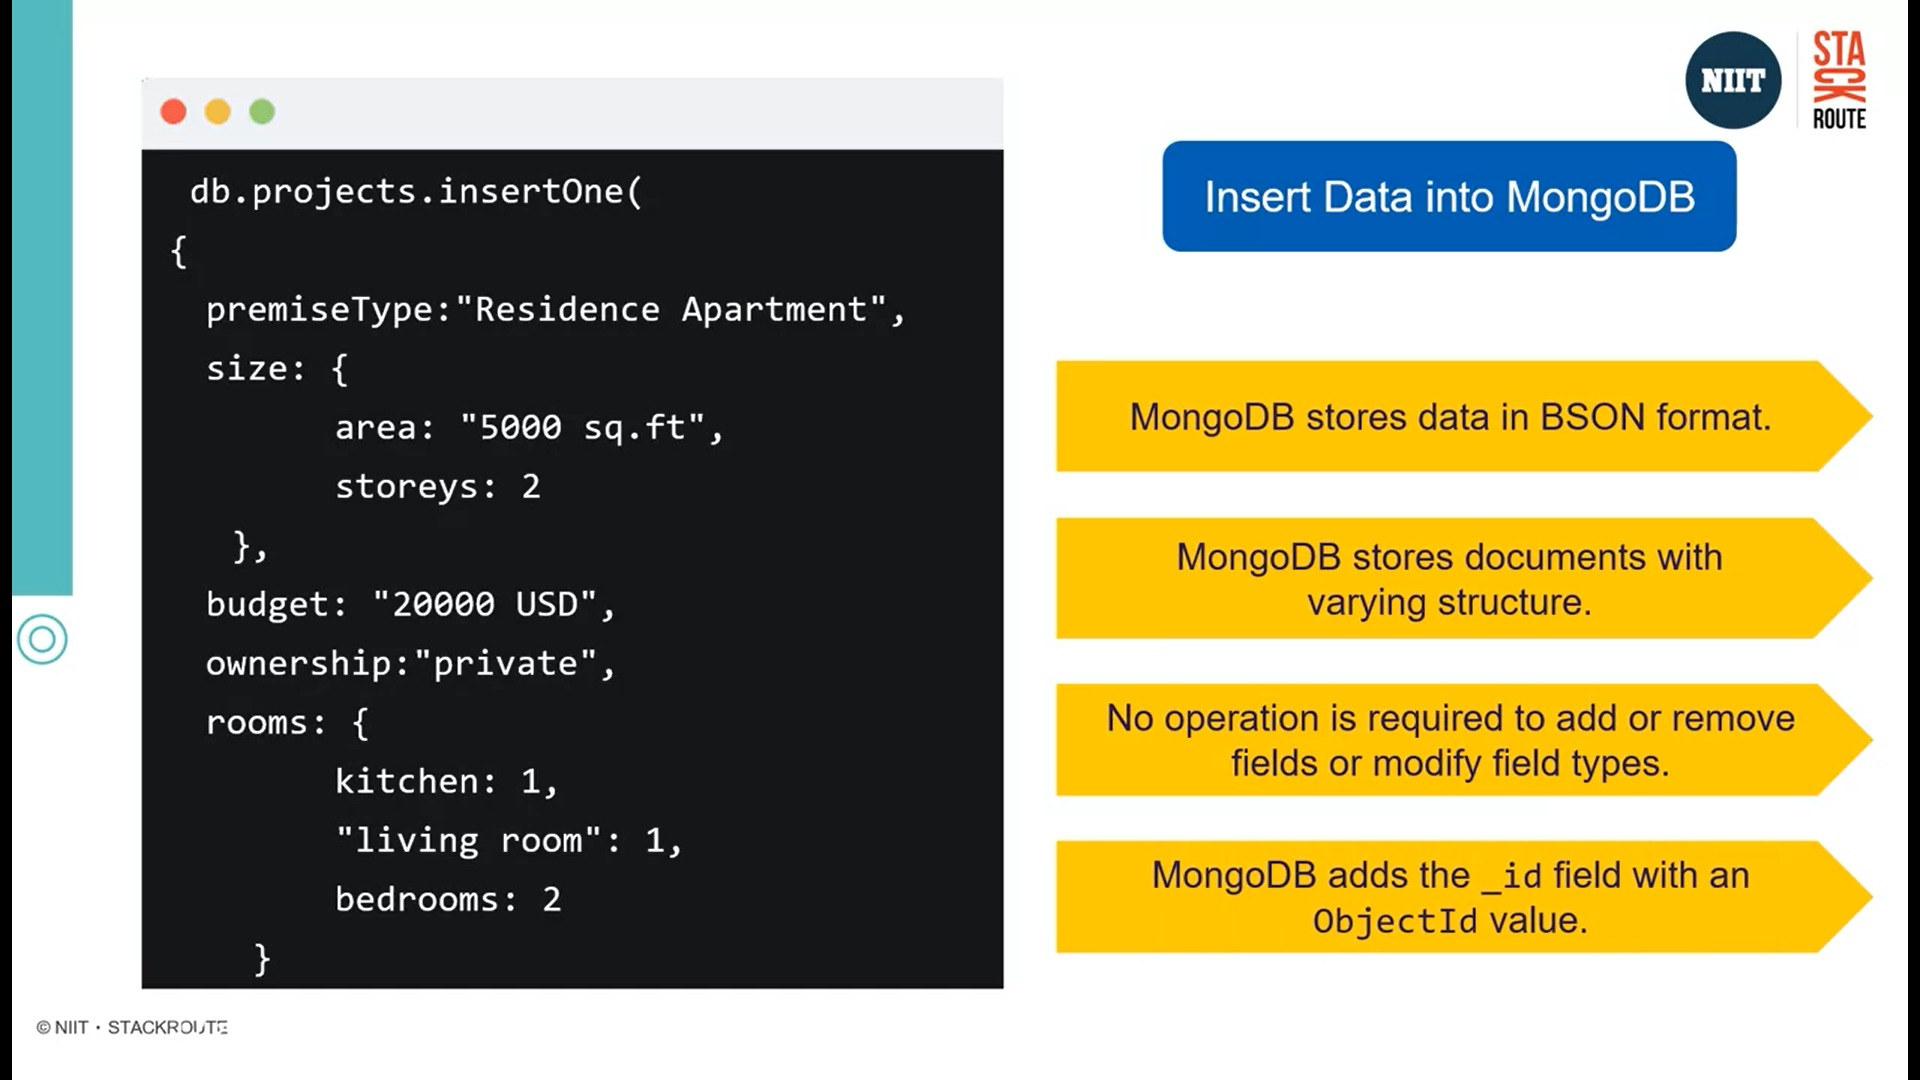 NIIT
STA
CK
ROUTE
db.projects.insertOne(
{
premiseType:"Residence Apartment",
size: {
area: "5000 sq.ft",
storeys: 2
},
budget: "20000 USD",
ownership:"private",
rooms: {
kitchen: 1,
"living room": 1,
bedrooms: 2
}
Insert Data into MongoDB
MongoDB stores data in BSON format.
MongoDB stores documents with
varying structure.
No operation is required to add or remove
fields or modify field types.
MongoDB adds the _id field with an
ObjectId value.
© NIIT · STACKROUTE